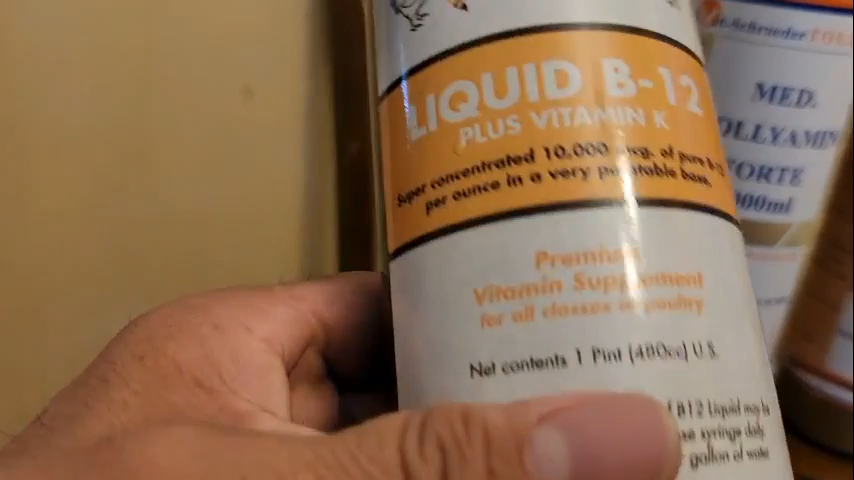 LIQUID B-12
PLUS VITAMIN K
Super concentrated 10,000 mcg. of pure B-12
per ounce in a very palatable base.
Premium
Vitamin Supplement
for all classes of poultry
Net contents 1 Pint (480cc) U.S.
B12 Liquid may be
syringe daily
gallon of water
MED.
FORTE